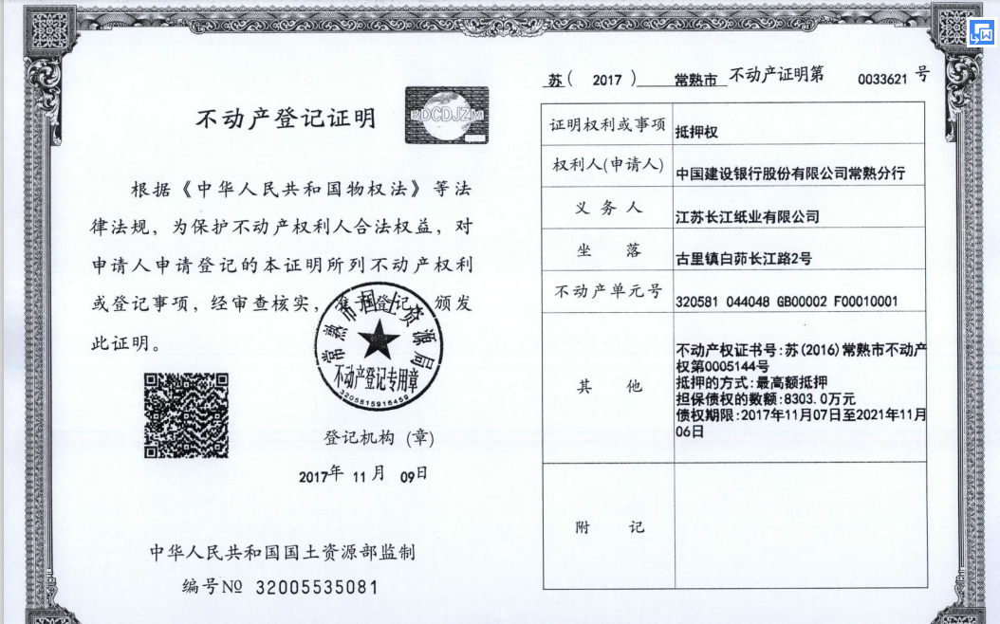 不动产登记证明
BDCDJZM
根据《中华人民共和国物权法》等法
律法规，为保护不动产权利人合法权益，对
申请人申请登记的本证明所列不动产权利
或登记事项，经审查核实，准予登记，颁发
此证明。
常熟市国土资源局
不动产登记专用章
登记机构（章）
2017年 11月 09日
中华人民共和国国土资源部监制
编号№ 32005535081
苏( 2017 ) 常熟市 不动产证明第 0033621 号
证明权利或事项 抵押权
权利人(申请人) 中国建设银行股份有限公司常熟分行
义务人 江苏长江纸业有限公司
坐落 古里镇白茆长江路2号
不动产单元号 320581 044048 GB00002 F00010001
其他
不动产权证书号:苏(2016)常熟市不动产
权第0005144号
抵押的方式:最高额抵押
担保债权的数额:8303.0万元
债权期限:2017年11月07日至2021年11月
06日
附记